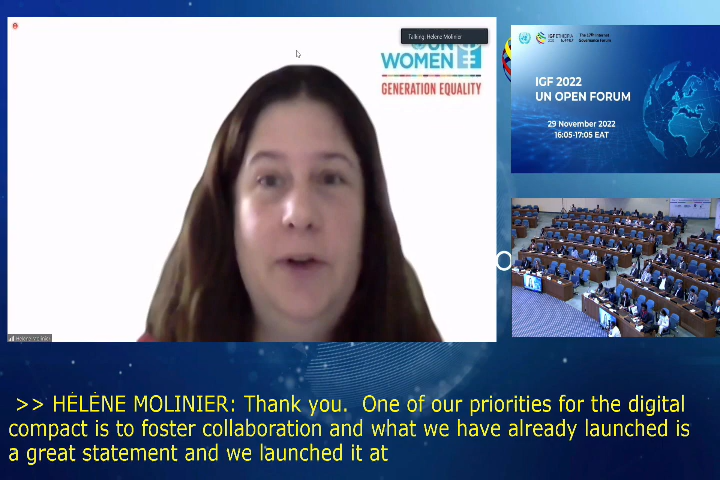 Talking: Helene Molinier
UN
WOMEN
GENERATION EQUALITY
IGF 2022
UN OPEN FORUM
29 November 2022
16:05-17:05 EAT
Helene Molinier
>> HÉLÈNE MOLINIER: Thank you.  One of our priorities for the digital
compact is to foster collaboration and what we have already launched is
a great statement and we launched it at